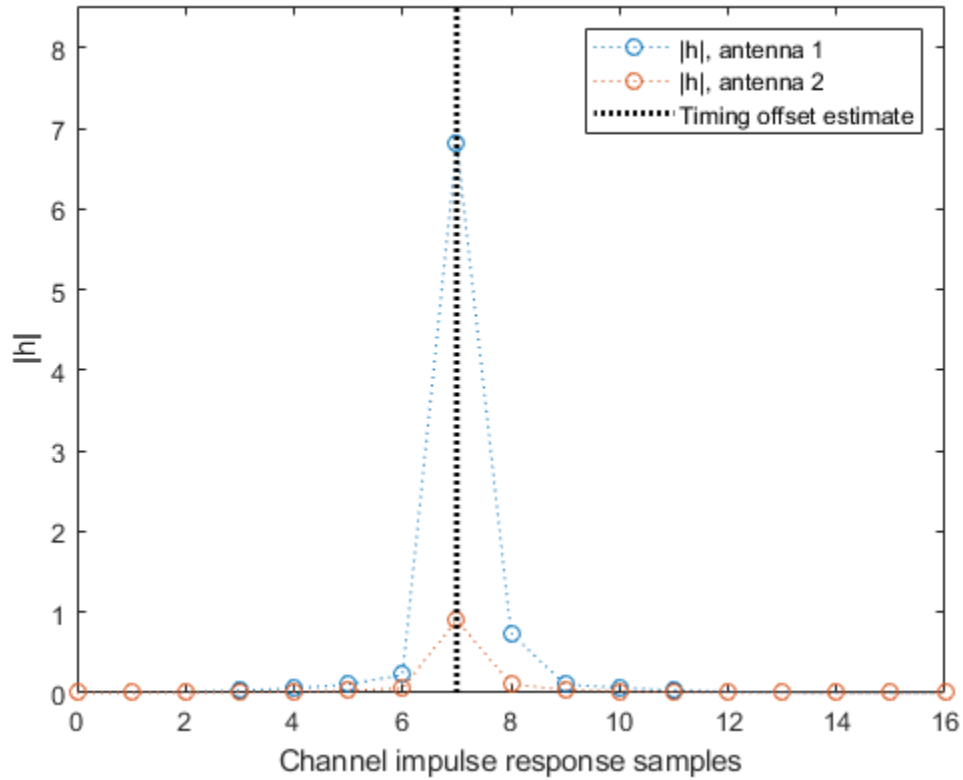 8
7
6
5
4
3
2
1
0
|h|
|h|, antenna 1
|h|, antenna 2
Timing offset estimate
0 2 4 6 8 10 12 14 16
Channel impulse response samples